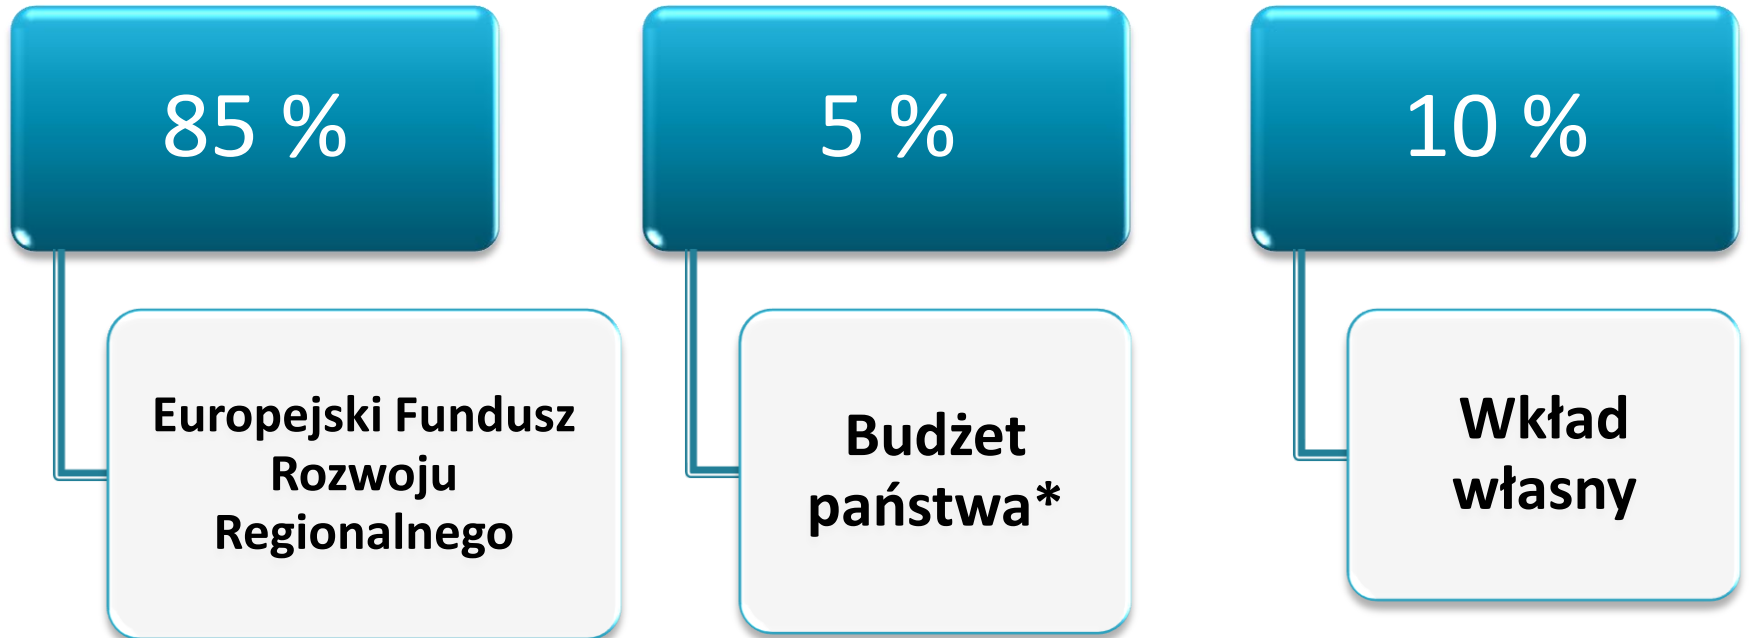 85 %
Europejski Fundusz
Rozwoju
Regionalnego
5 %
Budżet
państwa*
10 %
Wkład
własny